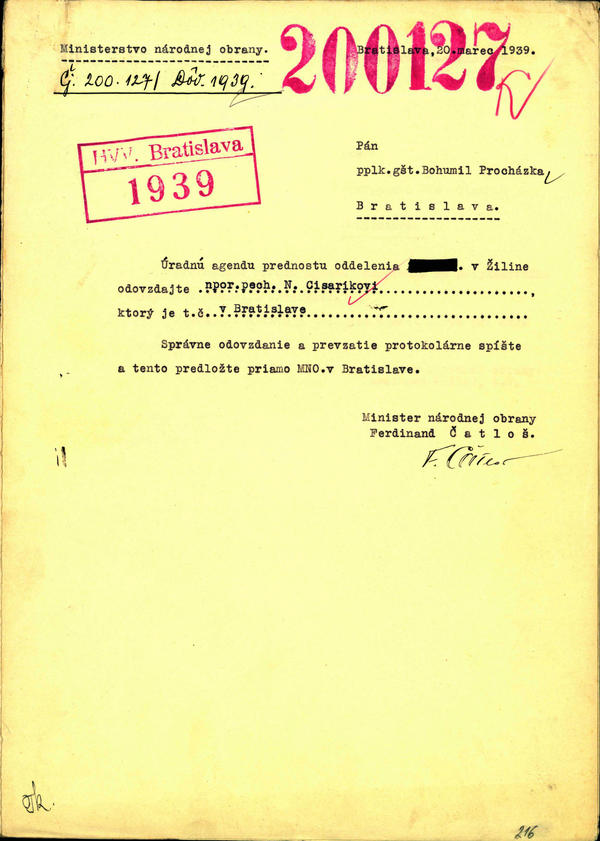 Ministerstvo národnej obrany.
Bratislava, 20.marec 1939.
200127
Č. 200.127/ Dôv. 1939.
HVV. Bratislava
1939
Pán
pplk.gšt.Bohumil Procházka
Bratislava.
Úradnú agendu prednostu oddelenia . v Žiline
odovzdajte .npor.pech. N. Cisarikovi,
ktorý je t.č. v Bratislave
Správne odovzdanie a prevzatie protokolárne spíšte
a tento predložte priamo MNO.v Bratislave.
Minister národnej obrany
Ferdinand Čatloš.
F. Čatloš
216